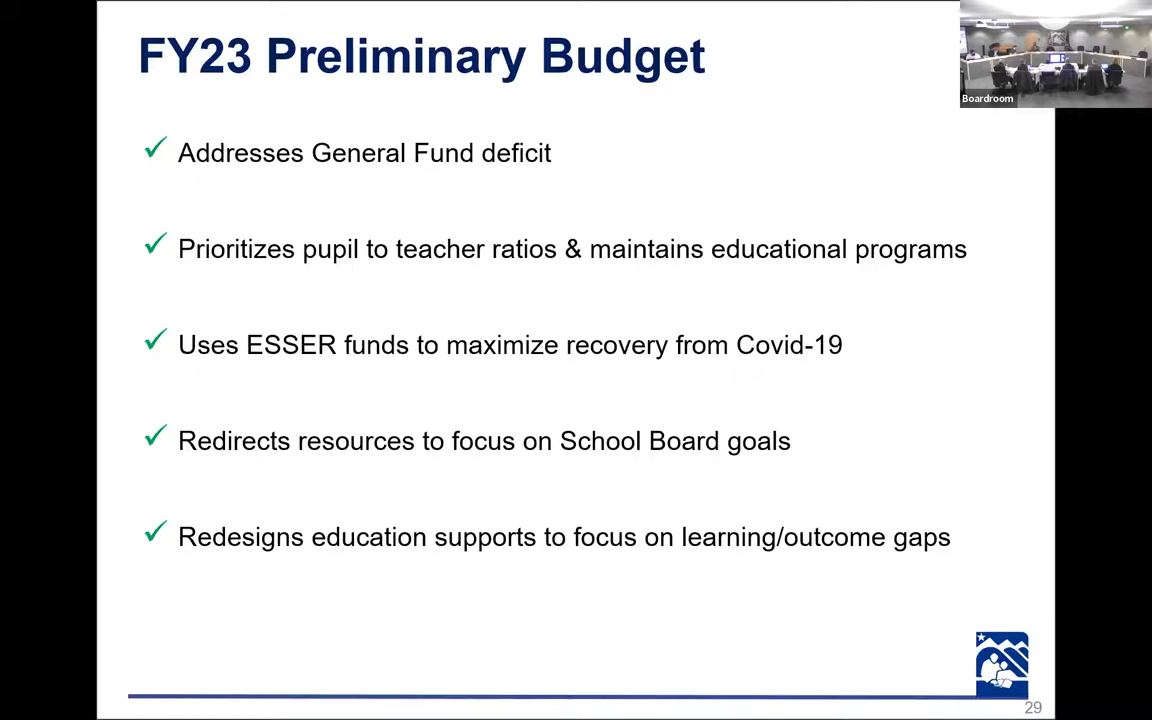 FY23 Preliminary Budget
Boardroom
✓ Addresses General Fund deficit
✓ Prioritizes pupil to teacher ratios & maintains educational programs
✓ Uses ESSER funds to maximize recovery from Covid-19
✓ Redirects resources to focus on School Board goals
✓ Redesigns education supports to focus on learning/outcome gaps
29